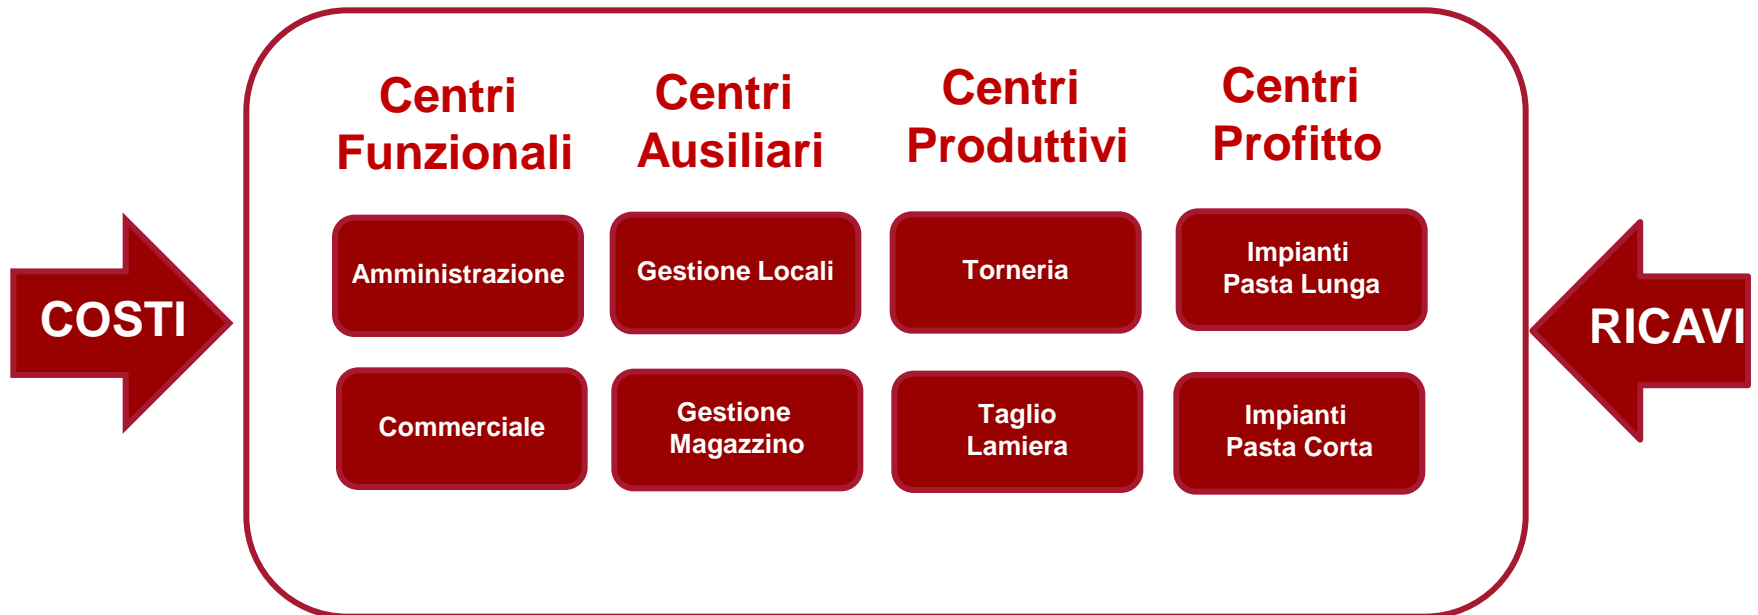 Centri
Funzionali
Centri
Ausiliari
Centri
Produttivi
Centri
Profitto
COSTI
Amministrazione
Gestione Locali
Torneria
Impianti
Pasta Lunga
RICAVI
Commerciale
Gestione
Magazzino
Taglio
Lamiera
Impianti
Pasta Corta